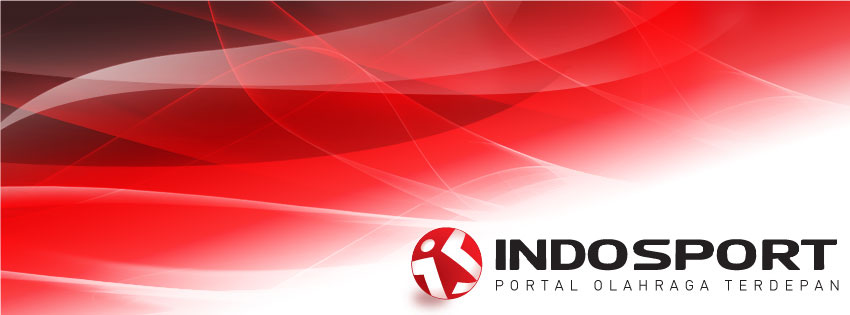 INDOSPORT
PORTAL OLAHRAGA TERDEPAN